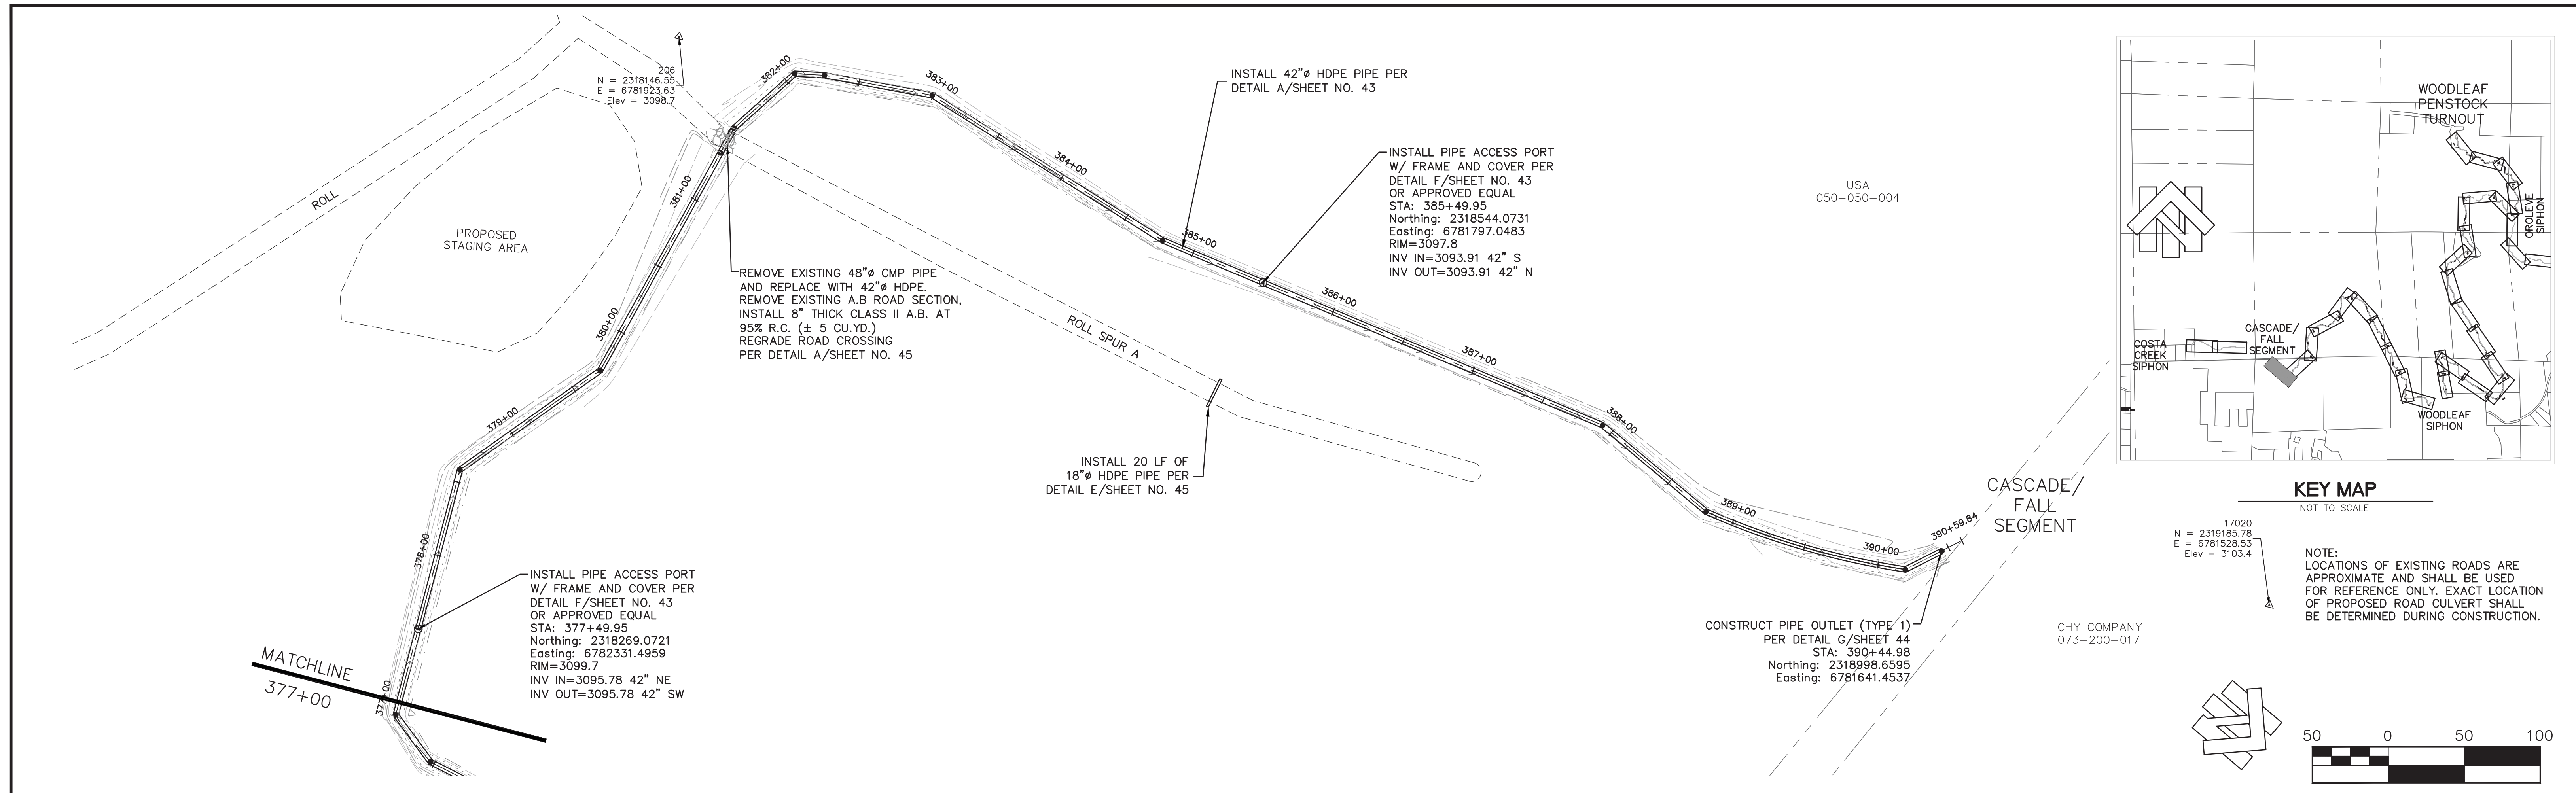 206
N = 2318146.55
E = 6781923.63
Elev = 3098.7
ROLL
PROPOSED
STAGING AREA
382+00
383+00
381+00
384+00
380+00
385+00
386+00
379+00
387+00
388+00
378+00
389+00
390+00
390+59.84
377+00
INSTALL 42"ø HDPE PIPE PER
DETAIL A/SHEET NO. 43
INSTALL PIPE ACCESS PORT
W/ FRAME AND COVER PER
DETAIL F/SHEET NO. 43
OR APPROVED EQUAL
STA: 385+49.95
Northing: 2318544.0731
Easting: 6781797.0483
RIM=3097.8
INV IN=3093.91 42" S
INV OUT=3093.91 42" N
REMOVE EXISTING 48"ø CMP PIPE
AND REPLACE WITH 42"ø HDPE.
REMOVE EXISTING A.B ROAD SECTION,
INSTALL 8" THICK CLASS II A.B. AT
95% R.C. (± 5 CU.YD.)
REGRADE ROAD CROSSING
PER DETAIL A/SHEET NO. 45
ROLL SPUR A
INSTALL 20 LF OF
18"ø HDPE PIPE PER
DETAIL E/SHEET NO. 45
INSTALL PIPE ACCESS PORT
W/ FRAME AND COVER PER
DETAIL F/SHEET NO. 43
OR APPROVED EQUAL
STA: 377+49.95
Northing: 2318269.0721
Easting: 6782331.4959
RIM=3099.7
INV IN=3095.78 42" NE
INV OUT=3095.78 42" SW
MATCHLINE
377+00
USA
050-050-004
CASCADE/
FALL
SEGMENT
CONSTRUCT PIPE OUTLET (TYPE 1)
PER DETAIL G/SHEET 44
STA: 390+44.98
Northing: 2318998.6595
Easting: 6781641.4537
CHY COMPANY
073-200-017
WOODLEAF
PENSTOCK
TURNOUT
OROLEVE
SIPHON
CASCADE/
FALL
SEGMENT
COSTA
CREEK
SIPHON
WOODLEAF
SIPHON
KEY MAP
NOT TO SCALE
17020
N = 2319185.78
E = 6781528.53
Elev = 3103.4
NOTE:
LOCATIONS OF EXISTING ROADS ARE
APPROXIMATE AND SHALL BE USED
FOR REFERENCE ONLY. EXACT LOCATION
OF PROPOSED ROAD CULVERT SHALL
BE DETERMINED DURING CONSTRUCTION.
50 0 50 100